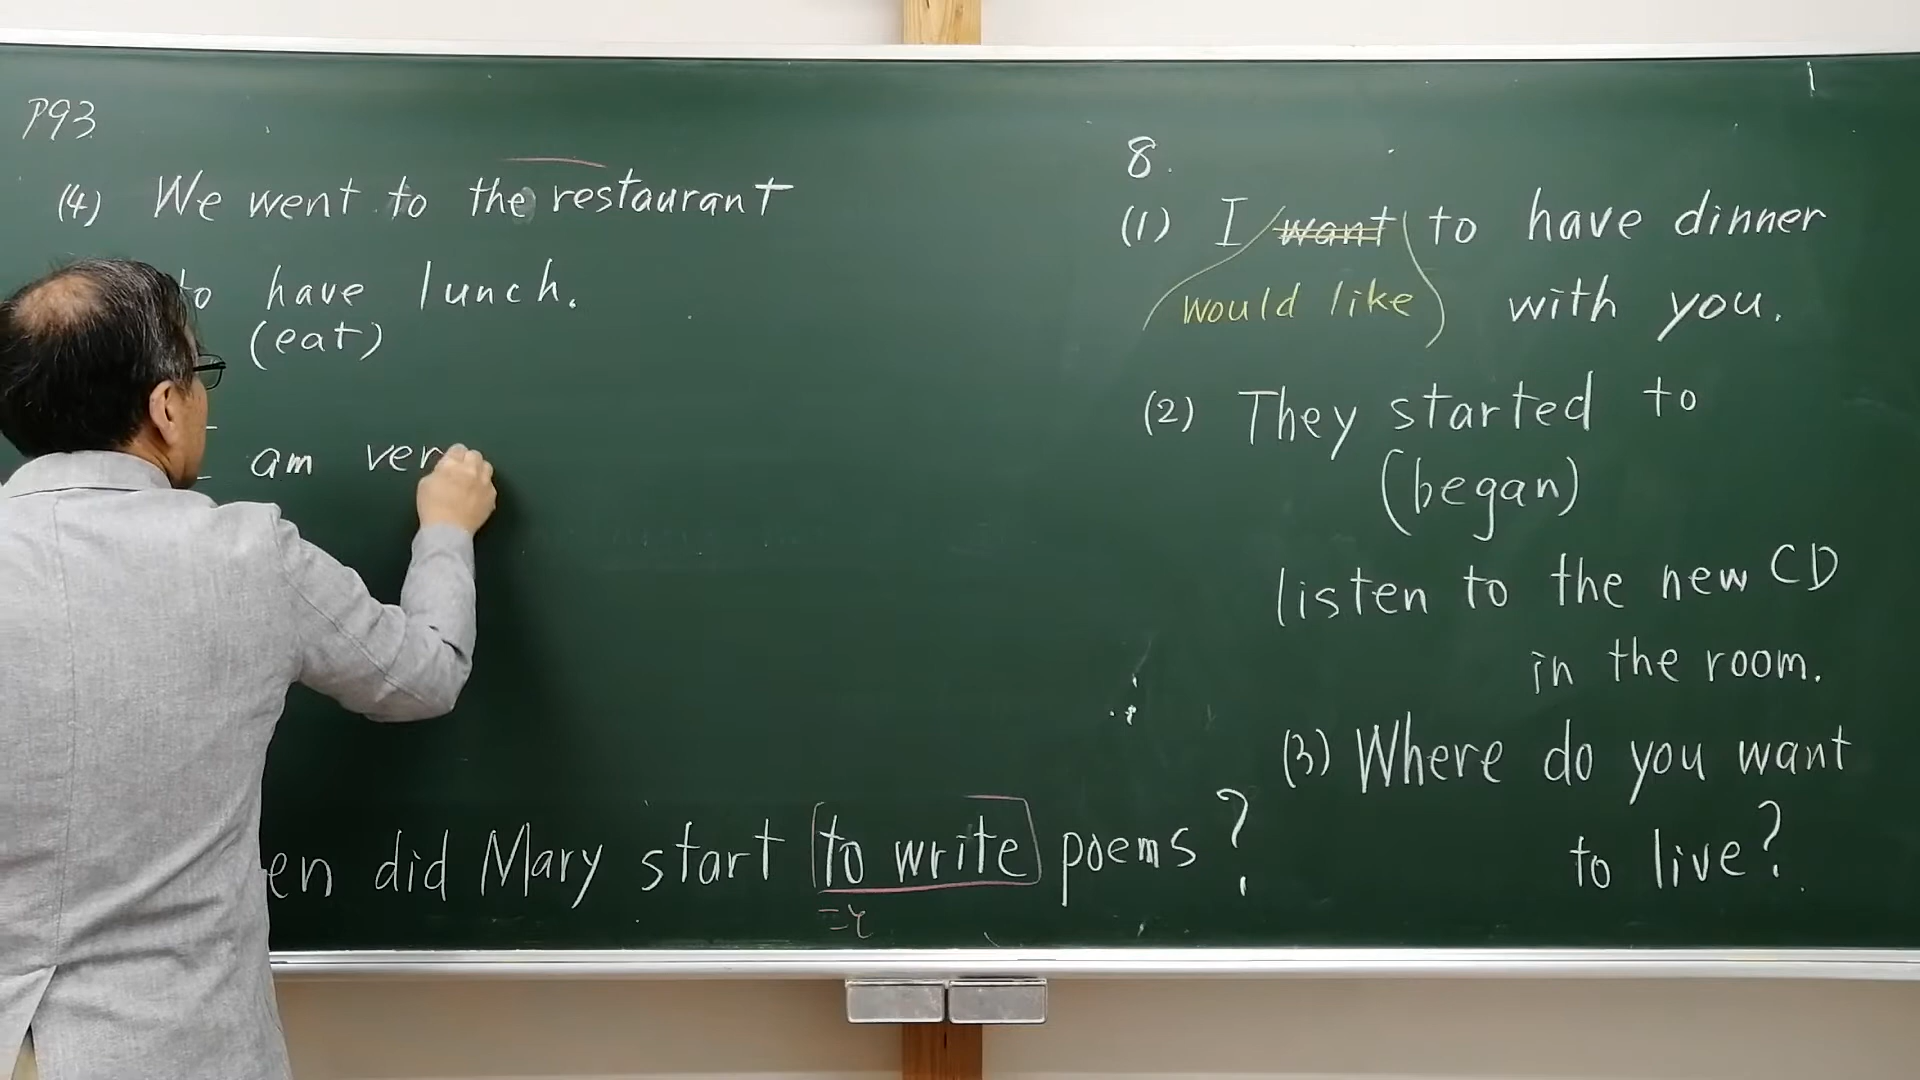 P93
(4) We went to the restaurant
to have lunch.
(eat)
am ver
en did Mary start to write poems?
こと
8.
(1) I want to have dinner
would like with you.
(2) They started to
(began)
listen to the new CD
in the room.
(3) Where do you want
to live?